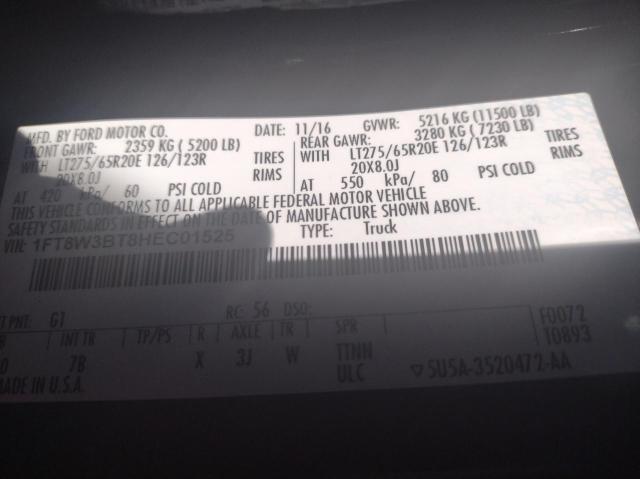 MFD. BY FORD MOTOR CO. DATE: 11/16 GVWR: 5216 KG (11500 LB)
FRONT GAWR: 2359 KG ( 5200 LB) REAR GAWR: 3280 KG ( 7230 LB)
WITH LT275/65R20E 126/123R TIRES WITH LT275/65R20E 126/123R TIRES
20X8.0J RIMS 20X8.0J RIMS
AT 420 kPa/ 60 PSI COLD AT 550 kPa/ 80 PSI COLD
THIS VEHICLE CONFORMS TO ALL APPLICABLE FEDERAL MOTOR VEHICLE
SAFETY STANDARDS IN EFFECT ON THE DATE OF MANUFACTURE SHOWN ABOVE.
VIN: 1FT8W3BT8HEC01525 TYPE: Truck
PNT: G1 RC: 56 DSO: F0072
INT TR TP/PS R AXLE TR SPR T0893
7B X 3J W TTNH
ULC
MADE IN U.S.A. ▽5U5A-3520472-AA